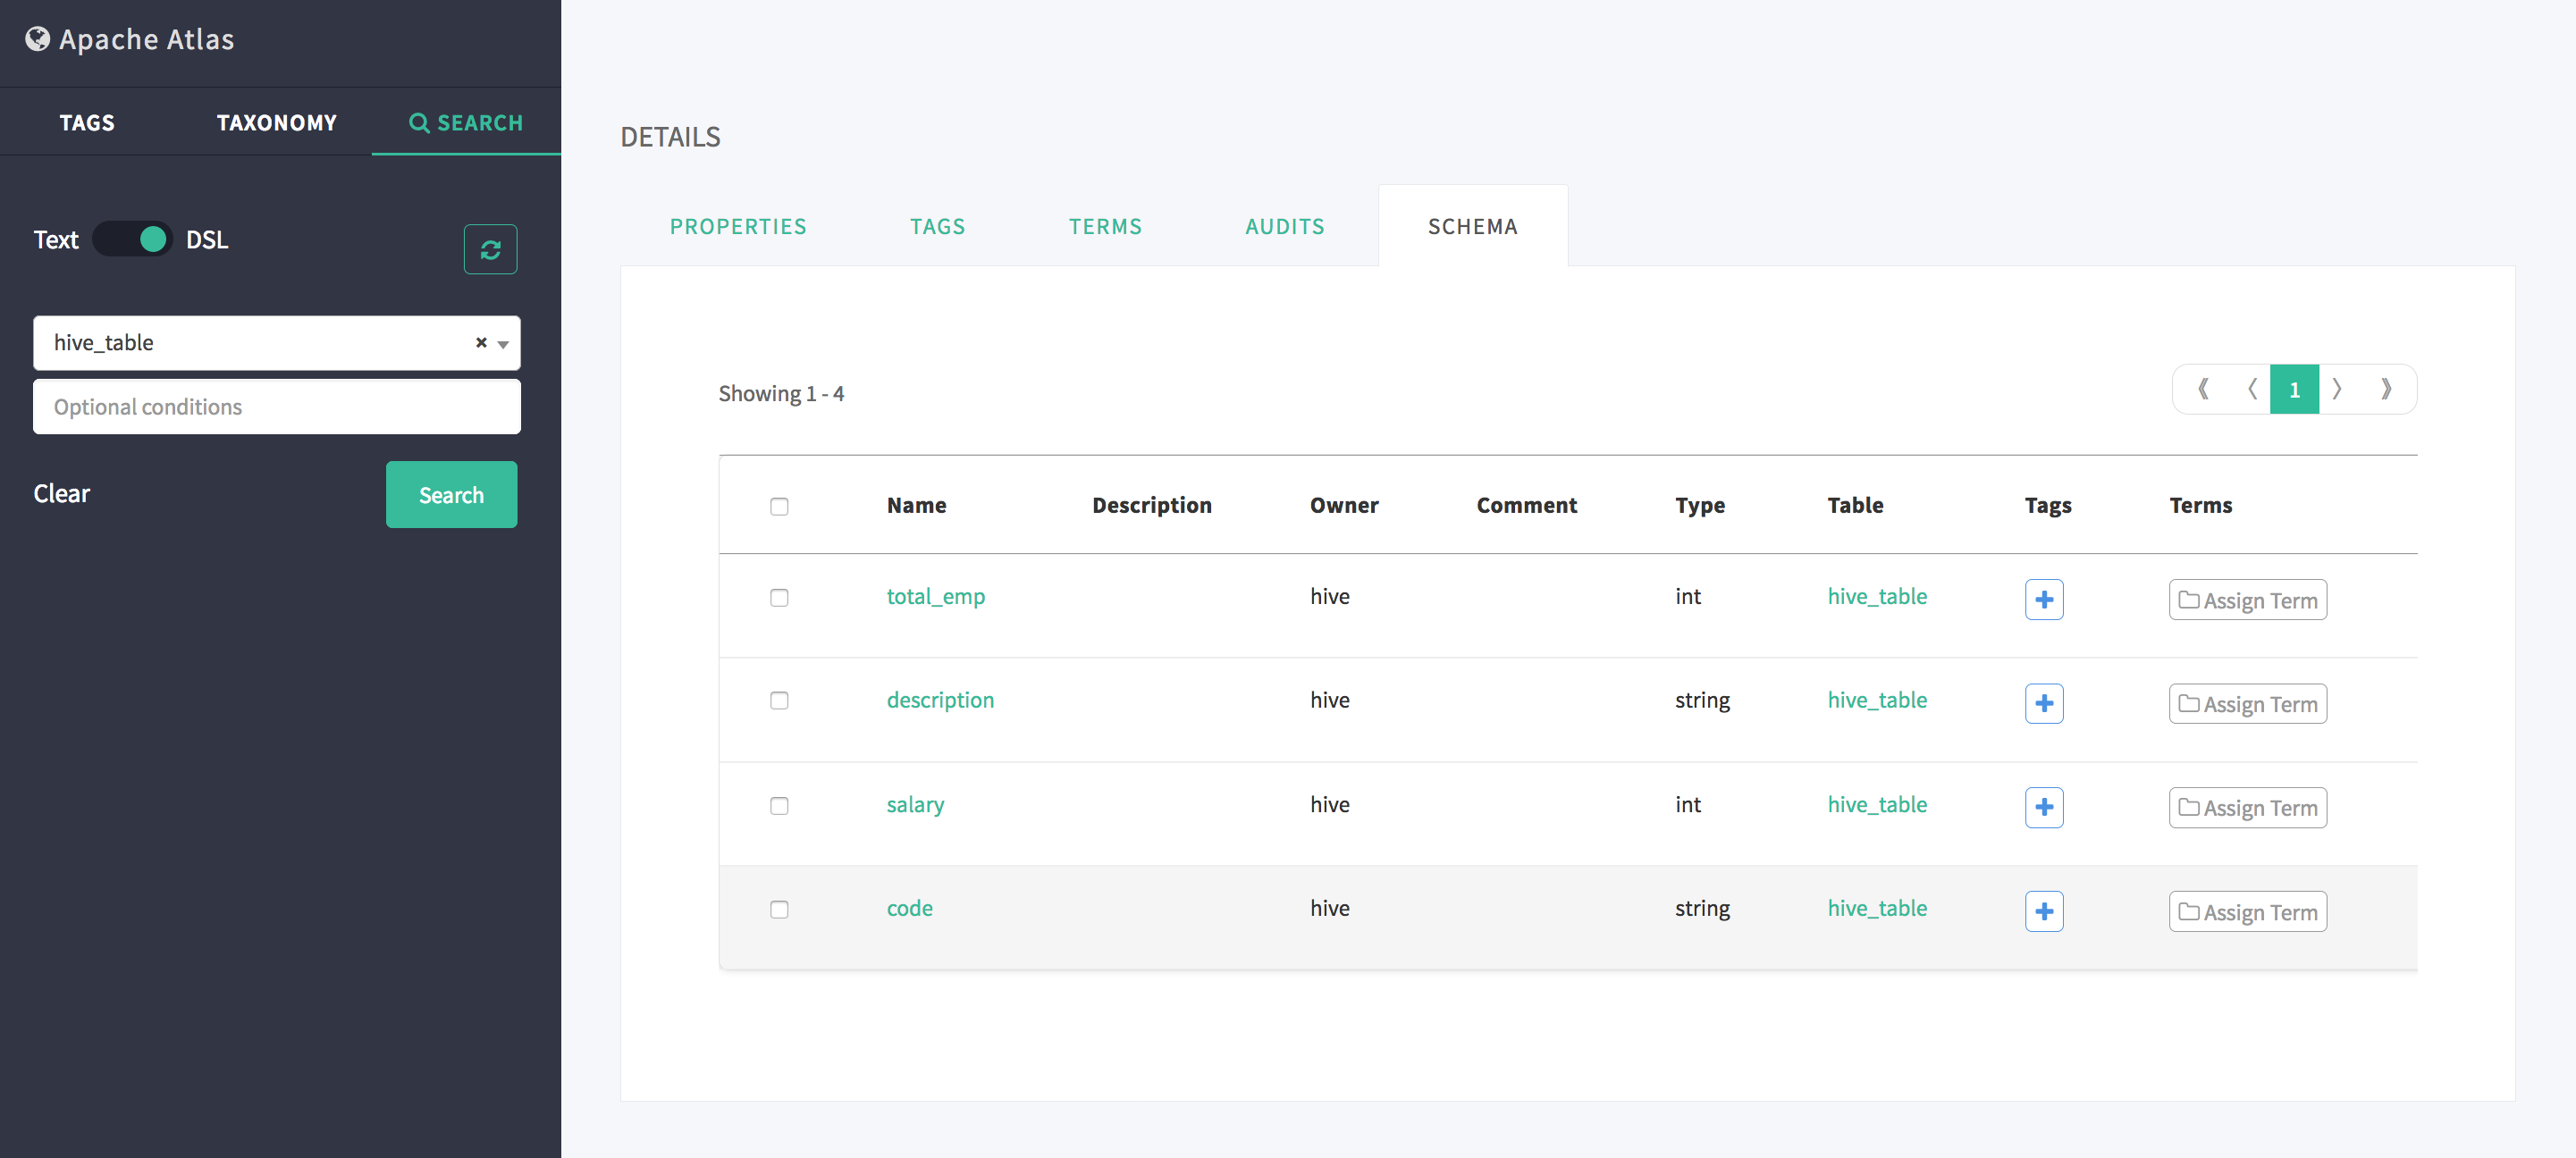 Apache Atlas
TAGS TAXONOMY SEARCH
Text DSL
hive_table ×
Optional conditions
Clear Search
DETAILS
PROPERTIES TAGS TERMS AUDITS SCHEMA
Showing 1 - 4
《 〈 1 〉 》
Name Description Owner Comment Type Table Tags Terms
total_emp hive int hive_table + Assign Term
description hive string hive_table + Assign Term
salary hive int hive_table + Assign Term
code hive string hive_table + Assign Term